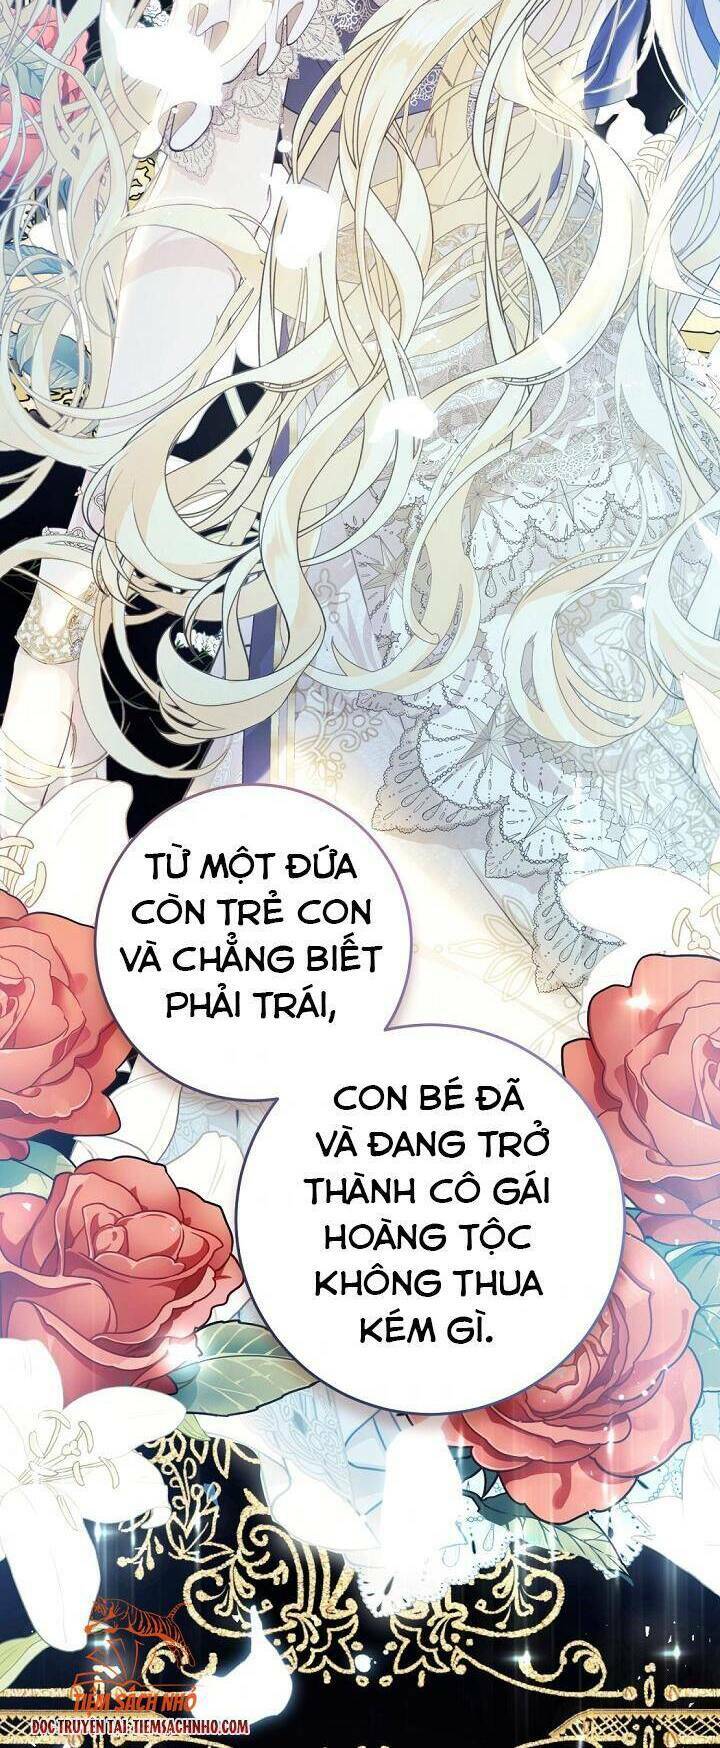 TỪ MỘT ĐỨA
CÒN TRẺ CON
VÀ CHẲNG BIẾT
PHẢI TRÁI,
CON BÉ ĐÃ
VÀ ĐANG TRỞ
THÀNH CÔ GÁI
HOÀNG TỘC
KHÔNG THUA
KÉM GÌ.
TIỆM SÁCH NHỎ
ĐỌC TRUYỆN TẠI: TIEMSACHNHO.COM